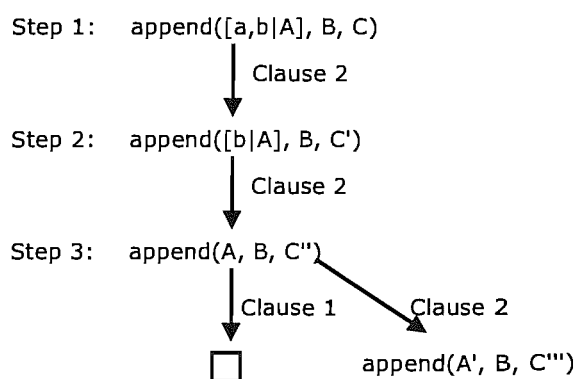 Step 1: append([a,b|A], B, C)
Clause 2
Step 2: append([b|A], B, C')
Clause 2
Step 3: append(A, B, C'')
Clause 1 Clause 2
append(A', B, C''')